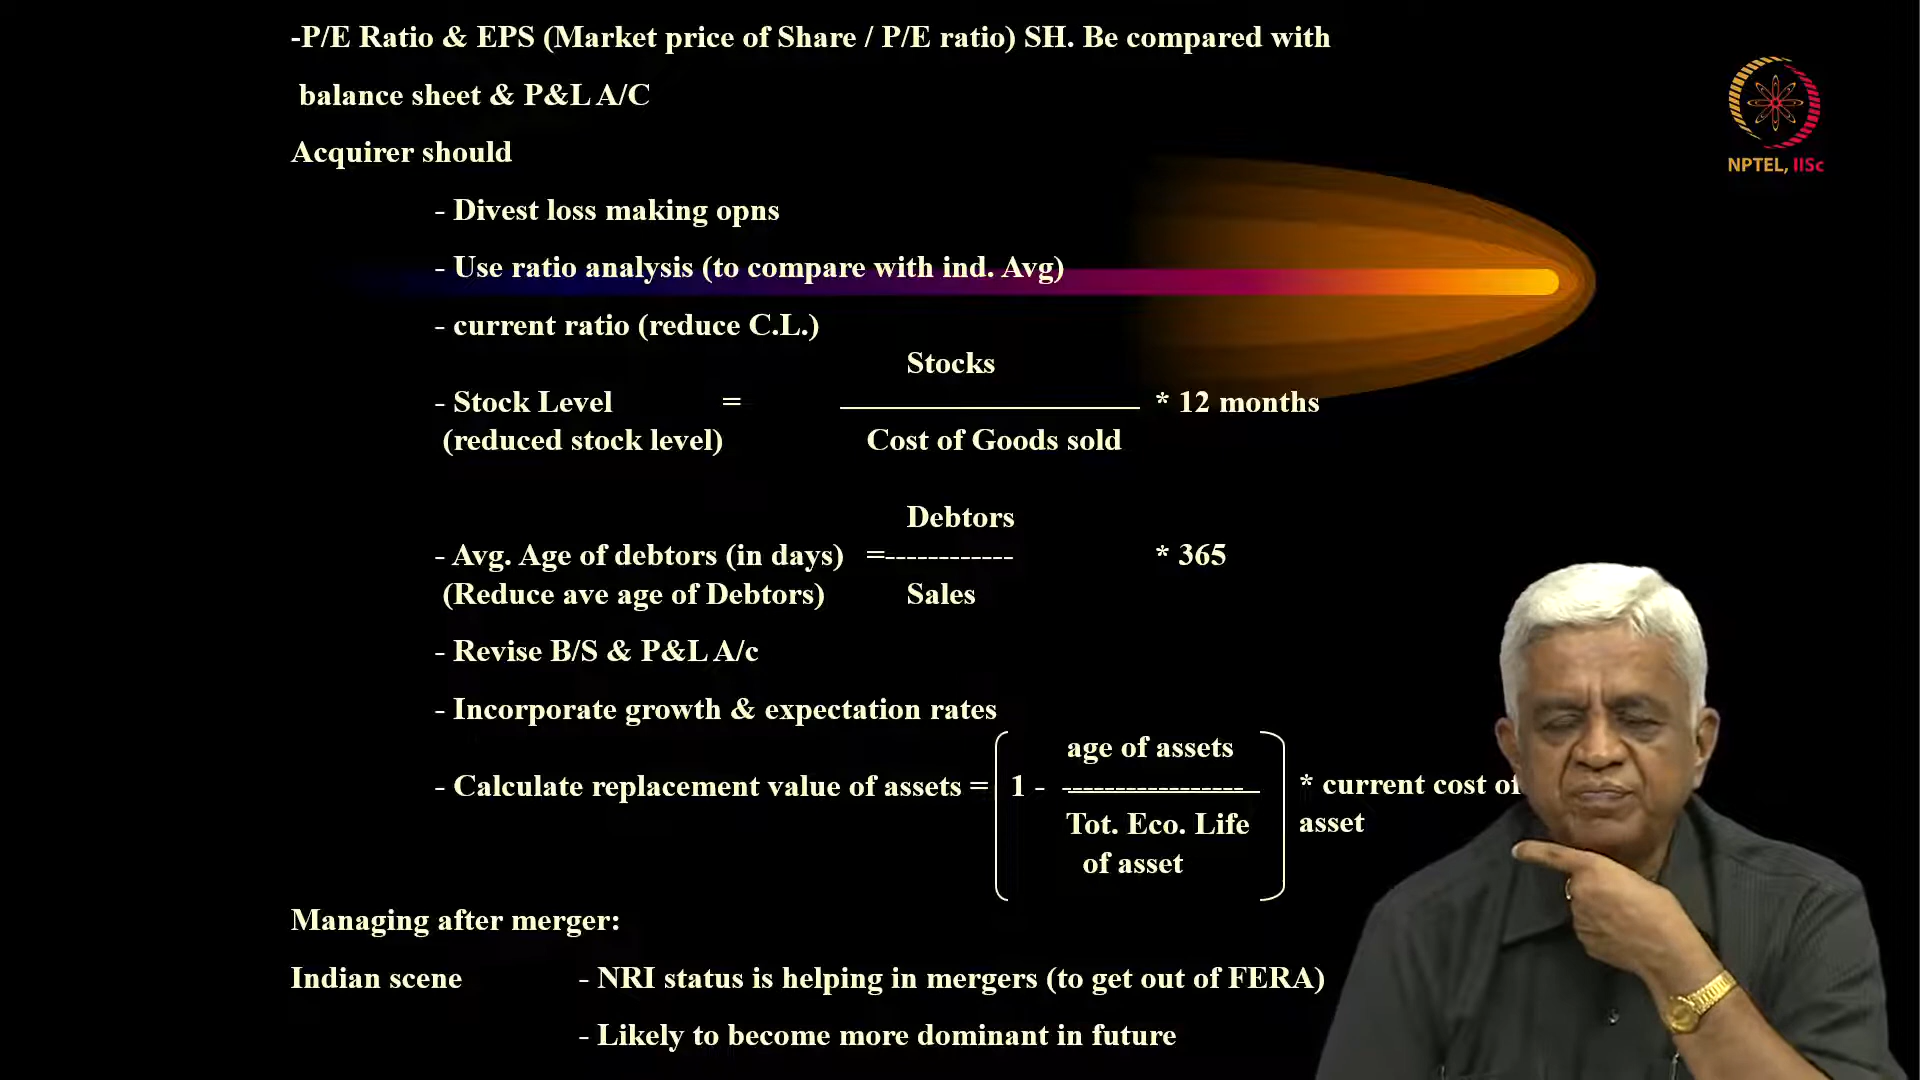 -P/E Ratio & EPS (Market price of Share / P/E ratio) SH. Be compared with
balance sheet & P&L A/C
Acquirer should
- Divest loss making opns
- Use ratio analysis (to compare with ind. Avg)
- current ratio (reduce C.L.)
Stocks
- Stock Level = * 12 months
(reduced stock level) Cost of Goods sold
Debtors
- Avg. Age of debtors (in days) =------------ * 365
(Reduce ave age of Debtors) Sales
- Revise B/S & P&L A/c
- Incorporate growth & expectation rates
age of assets
- Calculate replacement value of assets = 1 - ----------------- * current cost of
Tot. Eco. Life asset
of asset
Managing after merger:
Indian scene - NRI status is helping in mergers (to get out of FERA)
- Likely to become more dominant in future
NPTEL, IISc